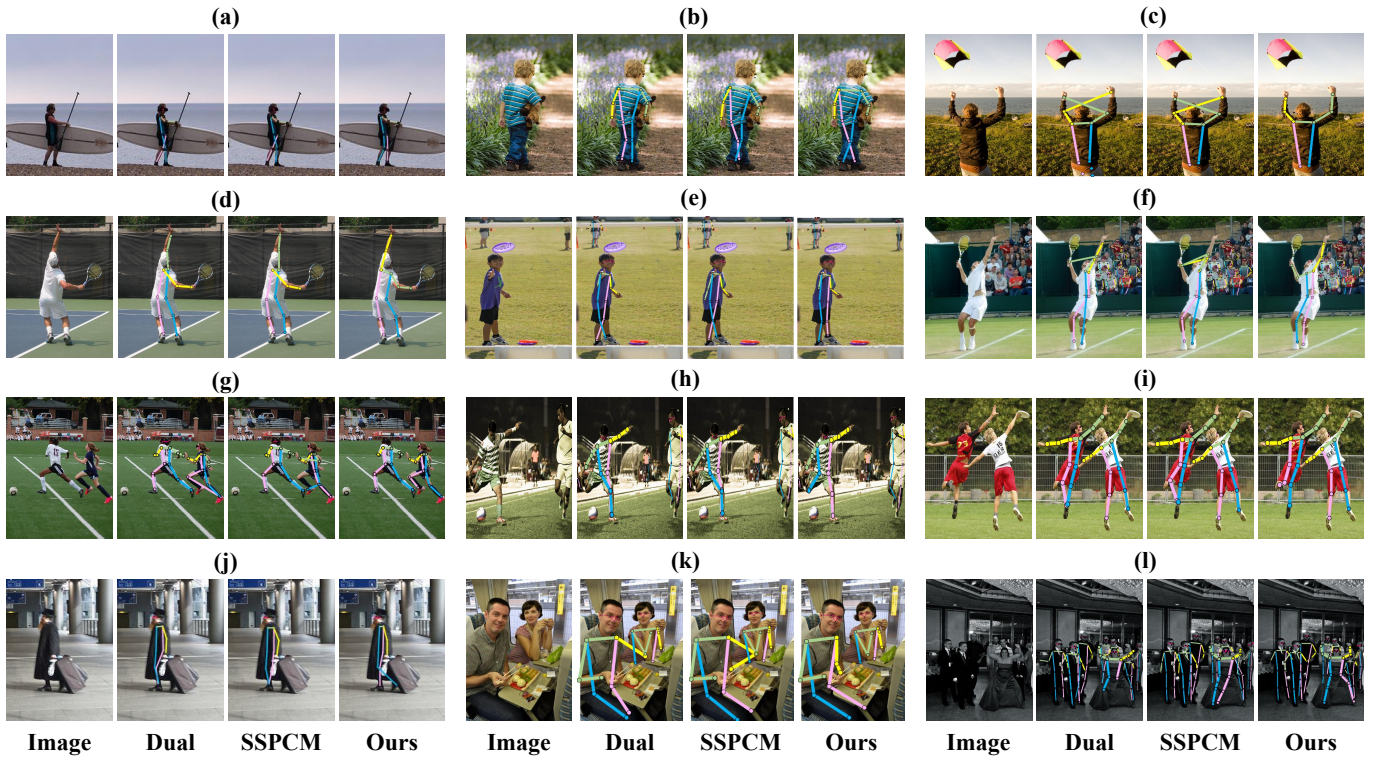 (a) (b) (c)
(d) (e) (f)
(g) (h) (i)
(j) (k) (l)
Image Dual SSPCM Ours Image Dual SSPCM Ours Image Dual SSPCM Ours